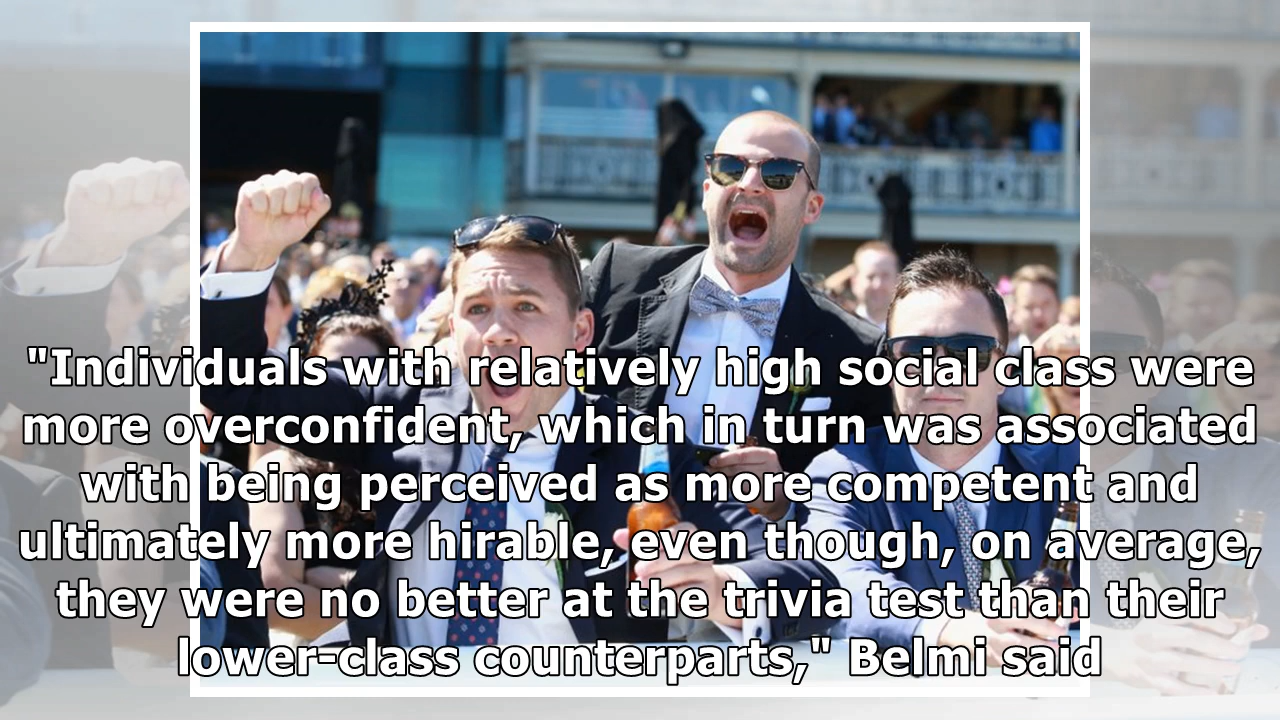 "Individuals with relatively high social class were
more overconfident, which in turn was associated
with being perceived as more competent and
ultimately more hirable, even though, on average,
they were no better at the trivia test than their
lower-class counterparts," Belmi said